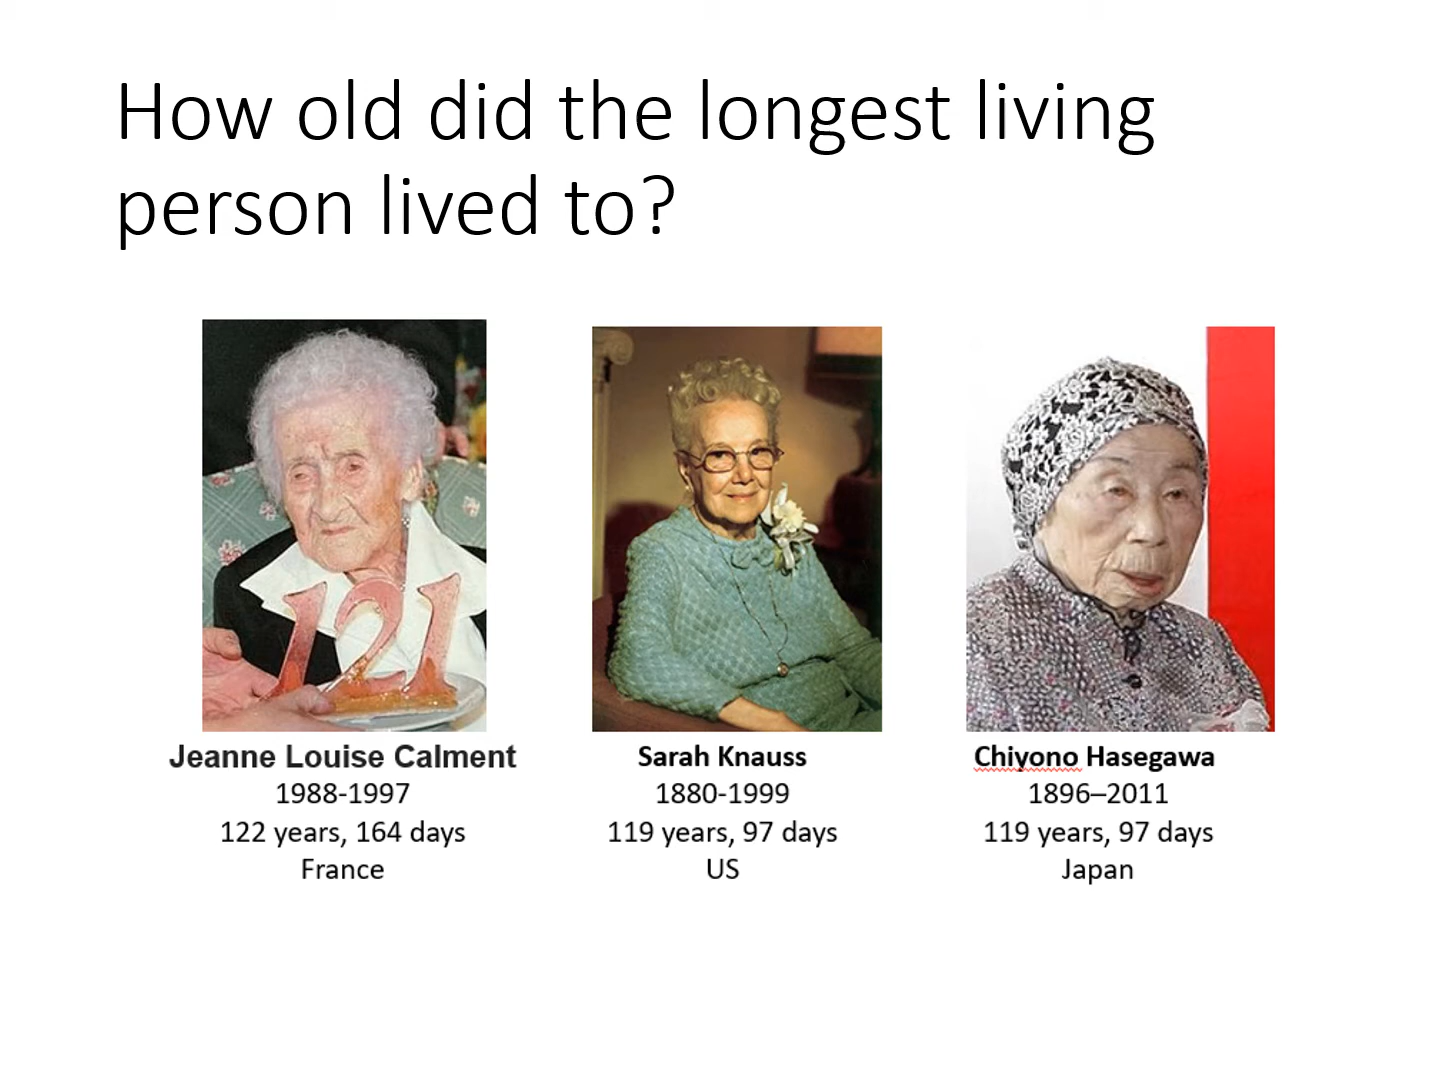 How old did the longest living
person lived to?
121
Jeanne Louise Calment
1988-1997
122 years, 164 days
France
Sarah Knauss
1880-1999
119 years, 97 days
US
Chiyono Hasegawa
1896–2011
119 years, 97 days
Japan